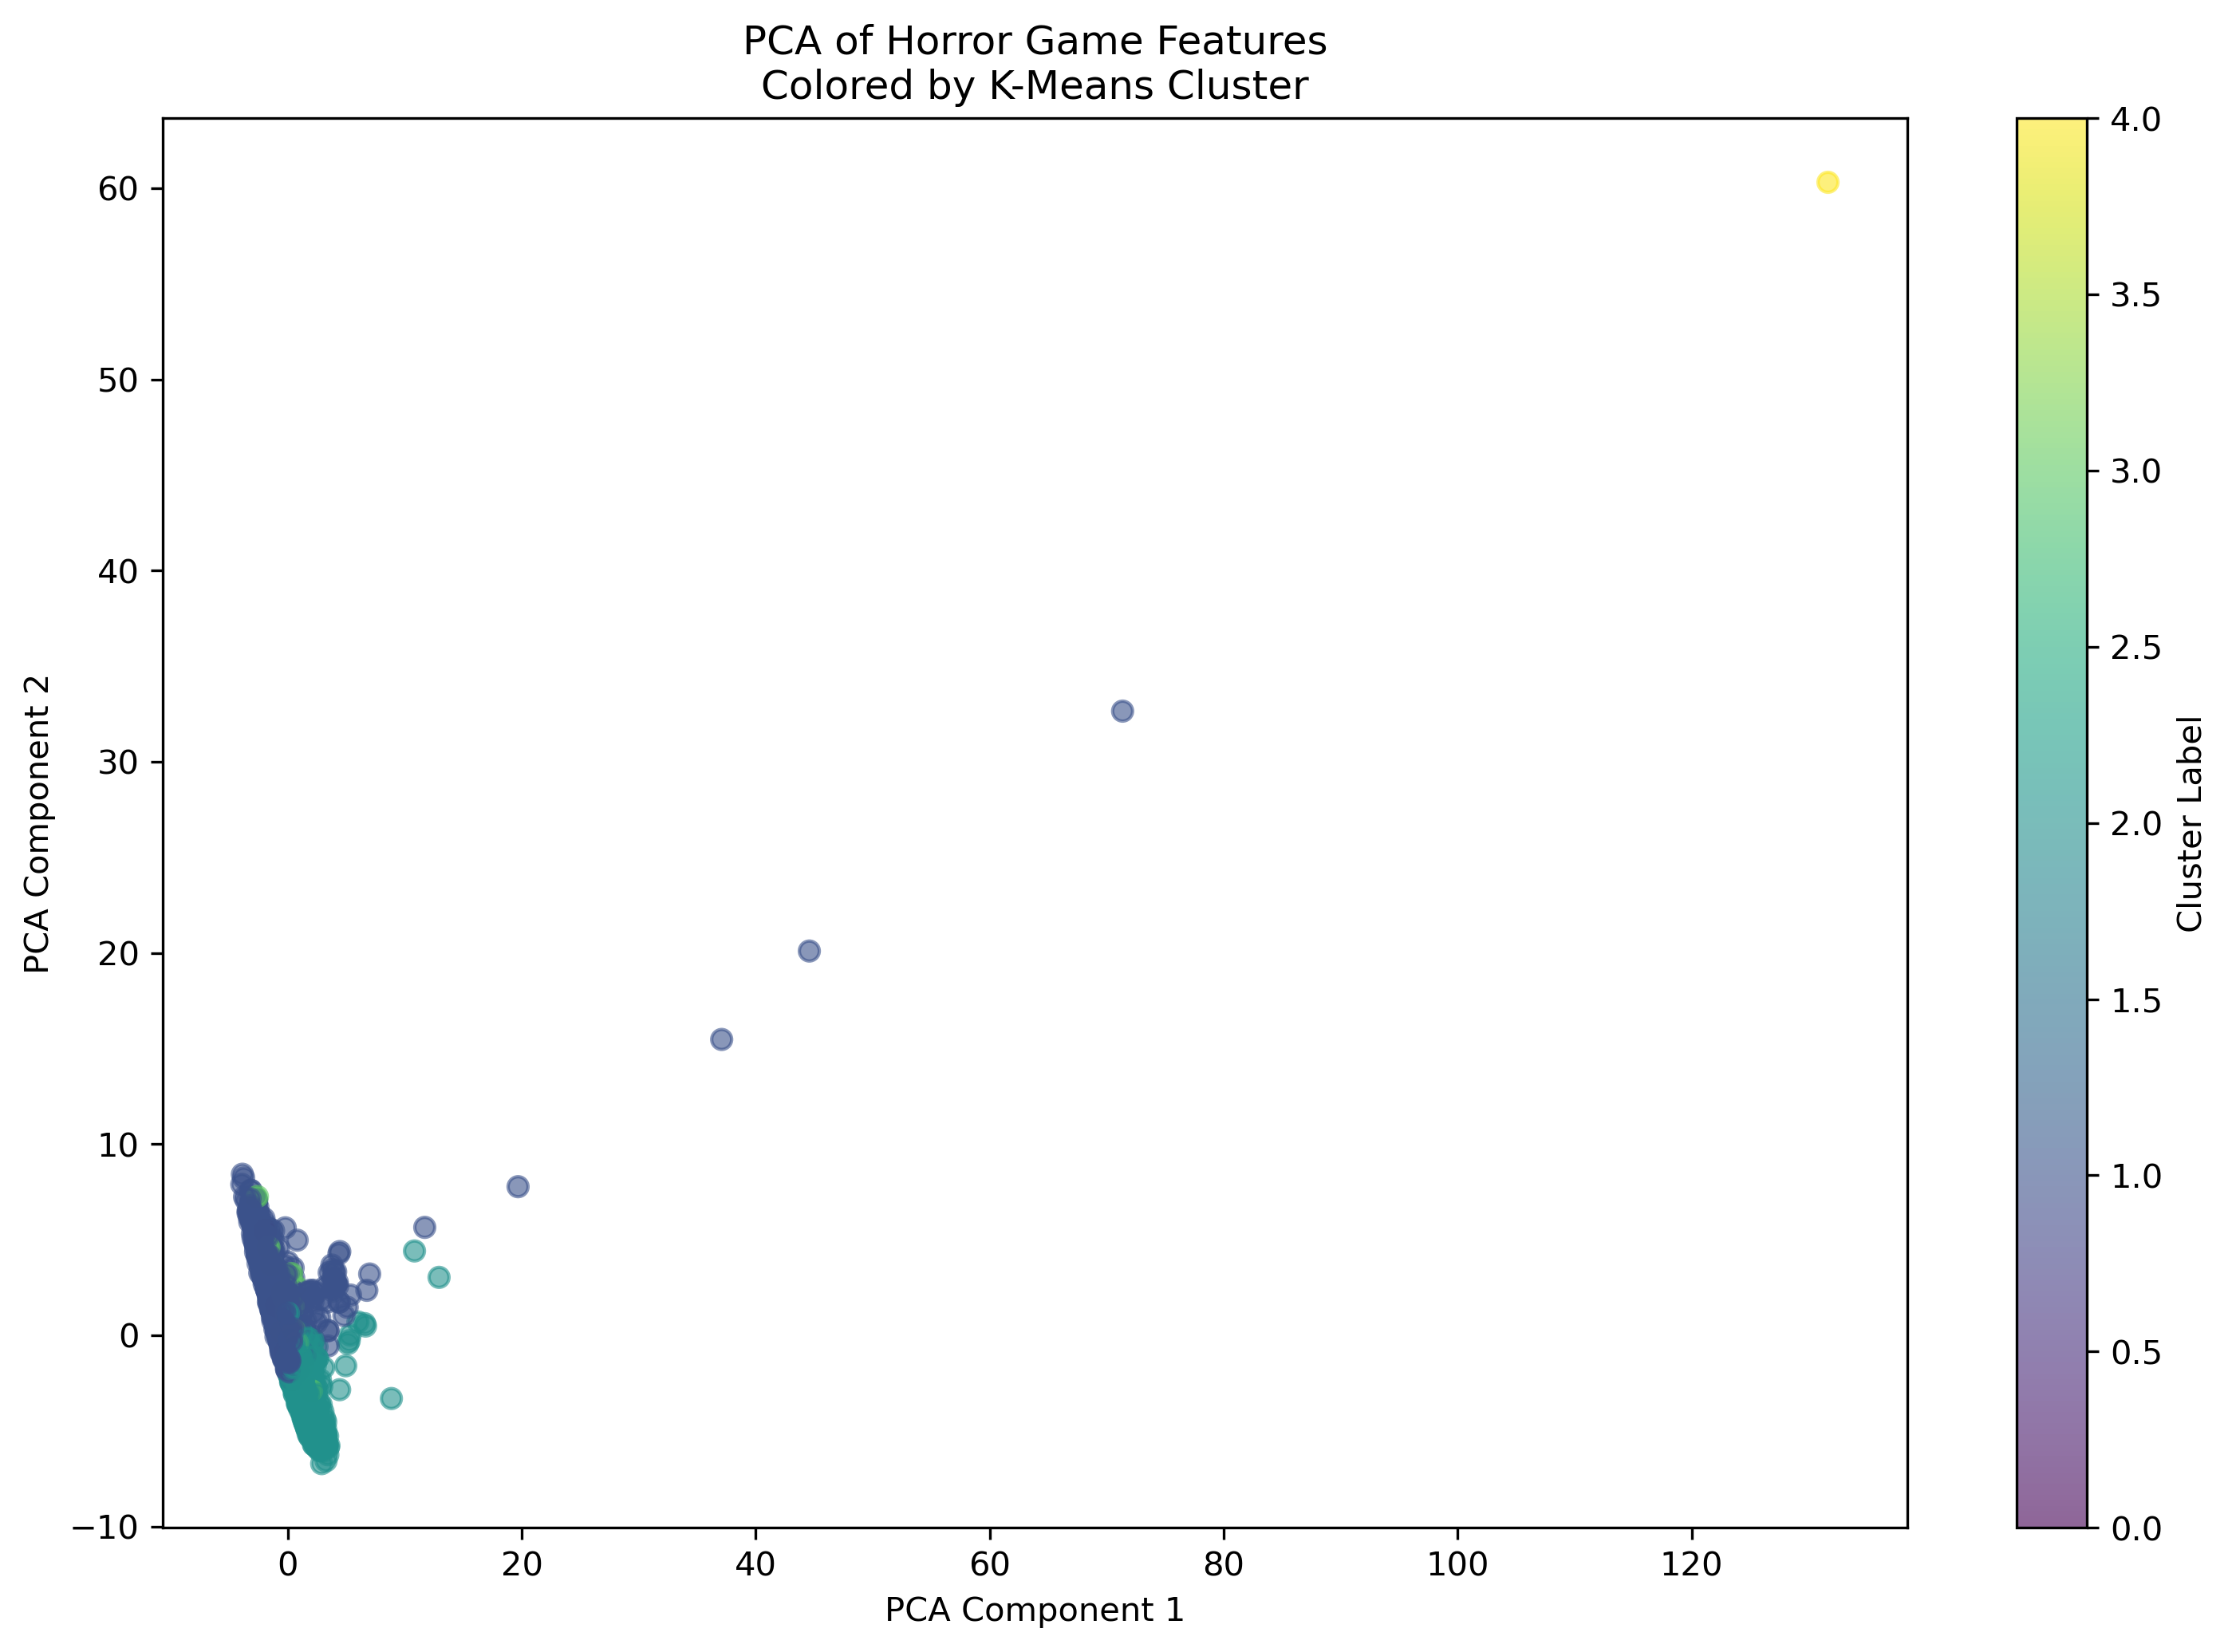 PCA of Horror Game Features
Colored by K-Means Cluster
60
50
40
30
20
10
0
−10
PCA Component 2
0 20 40 60 80 100 120
PCA Component 1
4.0
3.5
3.0
2.5
2.0
1.5
1.0
0.5
0.0
Cluster Label